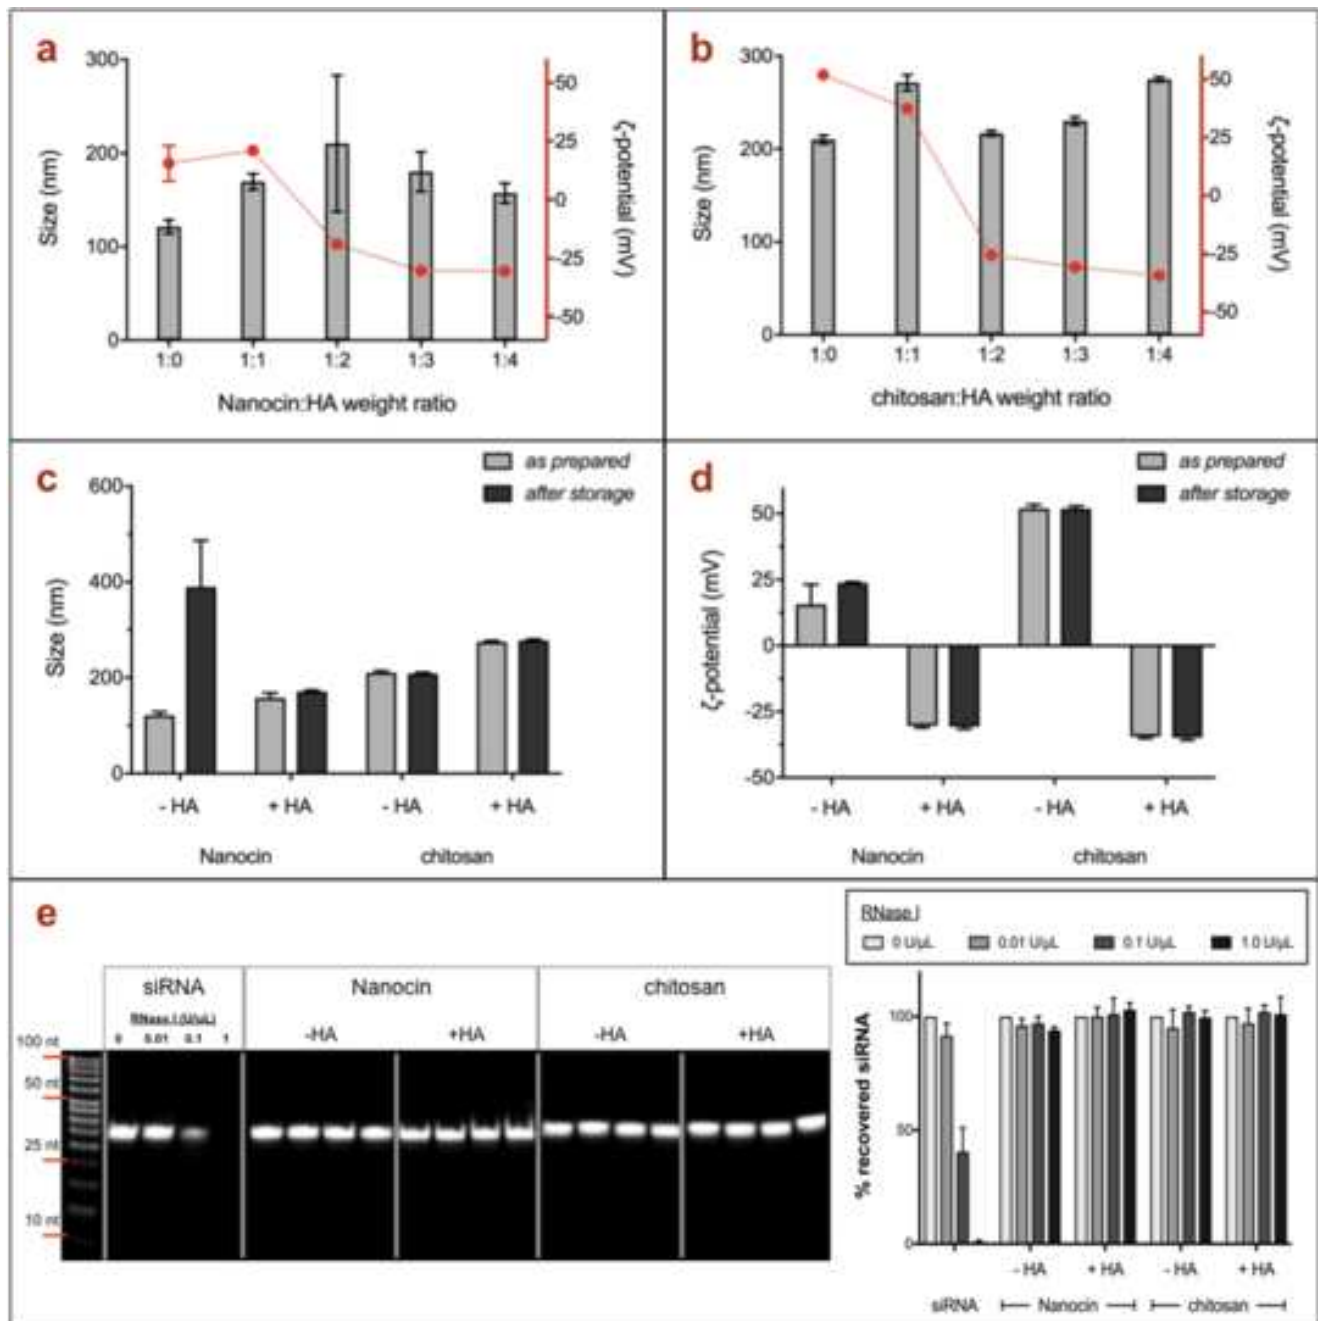 a
300
200
100
0
Size (nm)
50
25
0
-25
-50
ζ-potential (mV)
1:0 1:1 1:2 1:3 1:4
Nanocin:HA weight ratio
b
300
200
100
0
Size (nm)
50
25
0
-25
-50
ζ-potential (mV)
1:0 1:1 1:2 1:3 1:4
chitosan:HA weight ratio
c
as prepared
after storage
600
400
200
0
Size (nm)
- HA + HA - HA + HA
Nanocin chitosan
d
as prepared
after storage
50
25
0
-25
-50
ζ-potential (mV)
- HA + HA - HA + HA
Nanocin chitosan
e
siRNA Nanocin chitosan
RNase I (U/µL)
0 0.01 0.1 1
-HA +HA -HA +HA
100 nt
50 nt
25 nt
10 nt
RNase I
0 U/µL 0.01 U/µL 0.1 U/µL 1.0 U/µL
100
50
0
% recovered siRNA
- HA + HA - HA + HA
siRNA Nanocin chitosan